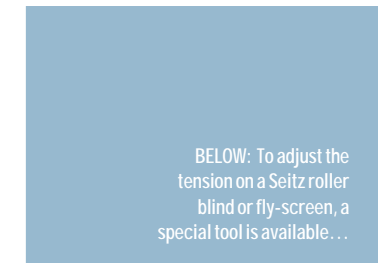 BELOW: To adjust the
tension on a Seitz roller
blind or fly-screen, a
special tool is available…